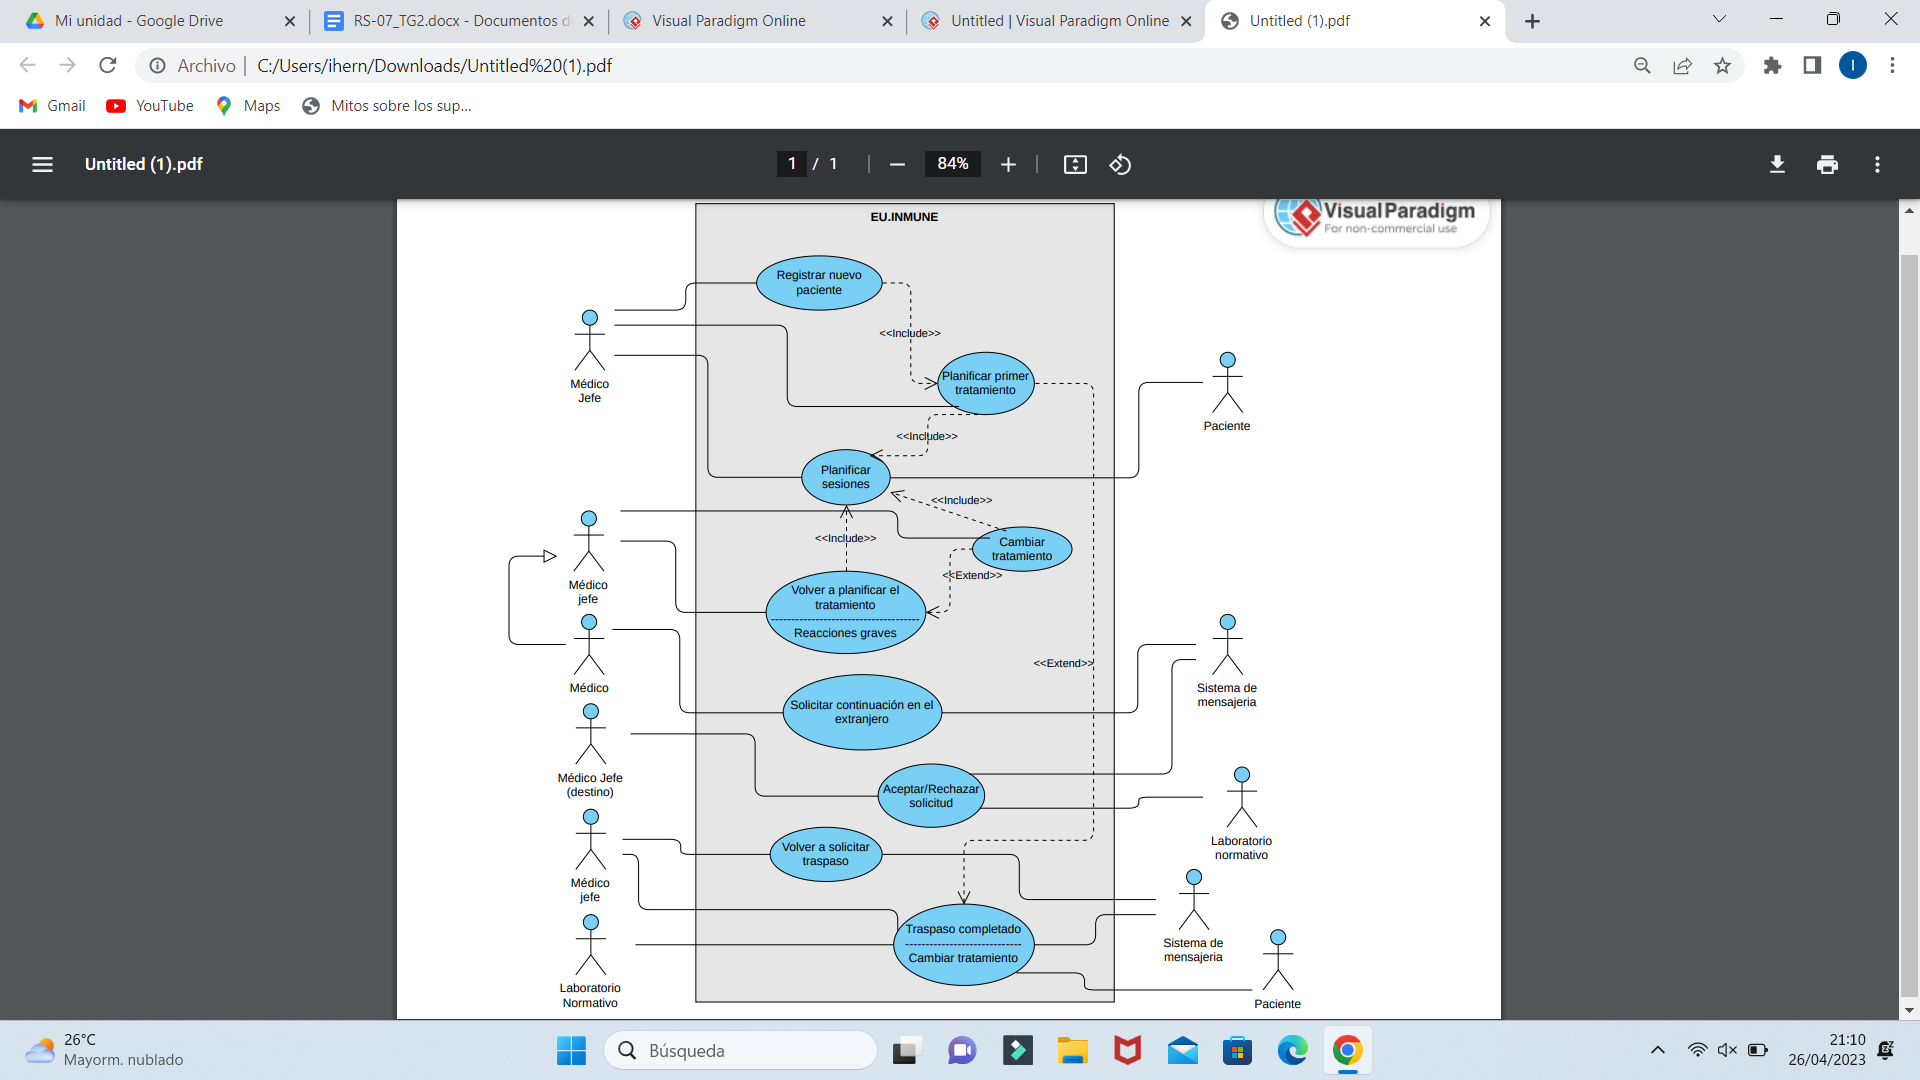 Mi unidad - Google Drive
RS-07_TG2.docx - Documentos d
Visual Paradigm Online
Untitled | Visual Paradigm Online
Untitled (1).pdf
Archivo
C:/Users/ihern/Downloads/Untitled%20(1).pdf
I
Gmail
YouTube
Maps
Mitos sobre los sup...
Untitled (1).pdf
1 / 1
84%
EU.INMUNE
Visual Paradigm
For non-commercial use
Registrar nuevo
paciente
<<Include>>
Médico
Jefe
Planificar primer
tratamiento
Paciente
<<Include>>
Planificar
sesiones
<<Include>>
<<Include>>
Cambiar
tratamiento
<<Extend>>
Médico
jefe
Volver a planificar el
tratamiento
Reacciones graves
<<Extend>>
Médico
Sistema de
mensajeria
Solicitar continuación en el
extranjero
Médico Jefe
(destino)
Aceptar/Rechazar
solicitud
Laboratorio
normativo
Volver a solicitar
traspaso
Médico
jefe
Traspaso completado
Cambiar tratamiento
Sistema de
mensajeria
Laboratorio
Normativo
Paciente
26°C
Mayorm. nublado
Búsqueda
21:10
26/04/2023